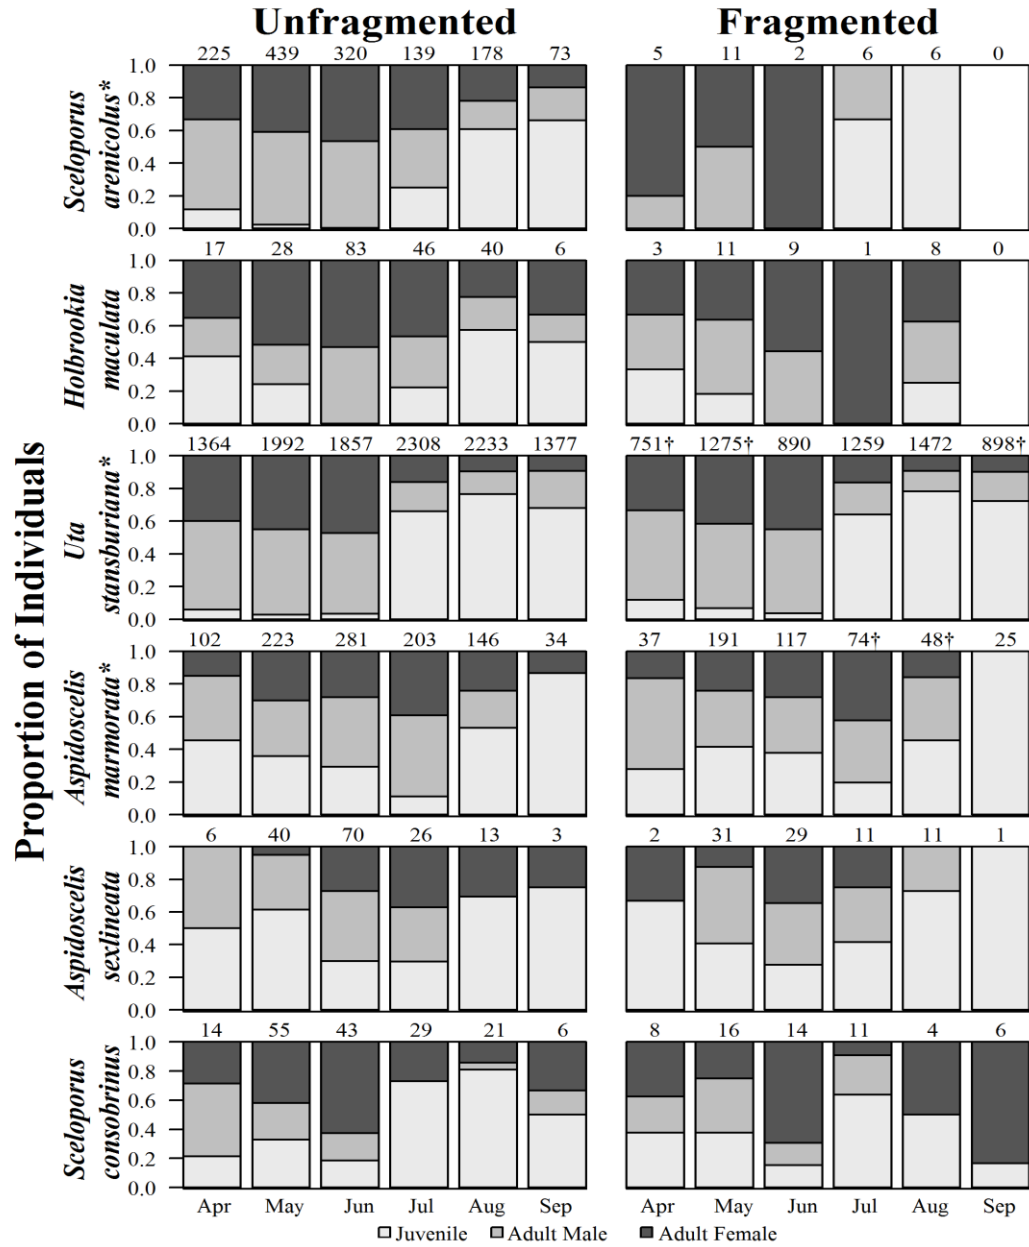 Unfragmented Fragmented
Proportion of Individuals
Sceloporus
arenicolus*
225 439 320 139 178 73 5 11 2 6 6 0
1.0
0.8
0.6
0.4
0.2
0.0
Holbrookia
maculata
17 28 83 46 40 6 3 11 9 1 8 0
1.0
0.8
0.6
0.4
0.2
0.0
Uta
stansburiana*
1364 1992 1857 2308 2233 1377 751† 1275† 890 1259 1472 898†
1.0
0.8
0.6
0.4
0.2
0.0
Aspidoscelis
marmorata*
102 223 281 203 146 34 37 191 117 74† 48† 25
1.0
0.8
0.6
0.4
0.2
0.0
Aspidoscelis
sexlineata
6 40 70 26 13 3 2 31 29 11 11 1
1.0
0.8
0.6
0.4
0.2
0.0
Sceloporus
consobrinus
14 55 43 29 21 6 8 16 14 11 4 6
1.0
0.8
0.6
0.4
0.2
0.0
Apr May Jun Jul Aug Sep Apr May Jun Jul Aug Sep
Juvenile Adult Male Adult Female